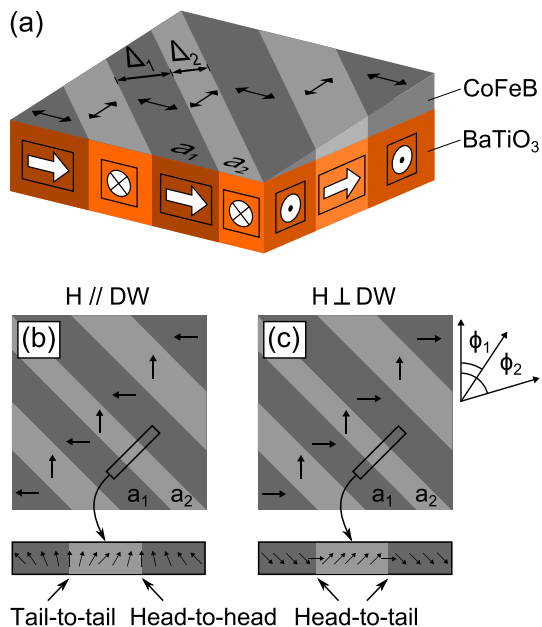 (a)
Δ1
Δ2
CoFeB
a1
a2
BaTiO3
H // DW
H ⊥ DW
(b)
(c)
ϕ1
ϕ2
a1 a2
a1 a2
Tail-to-tail
Head-to-head
Head-to-tail